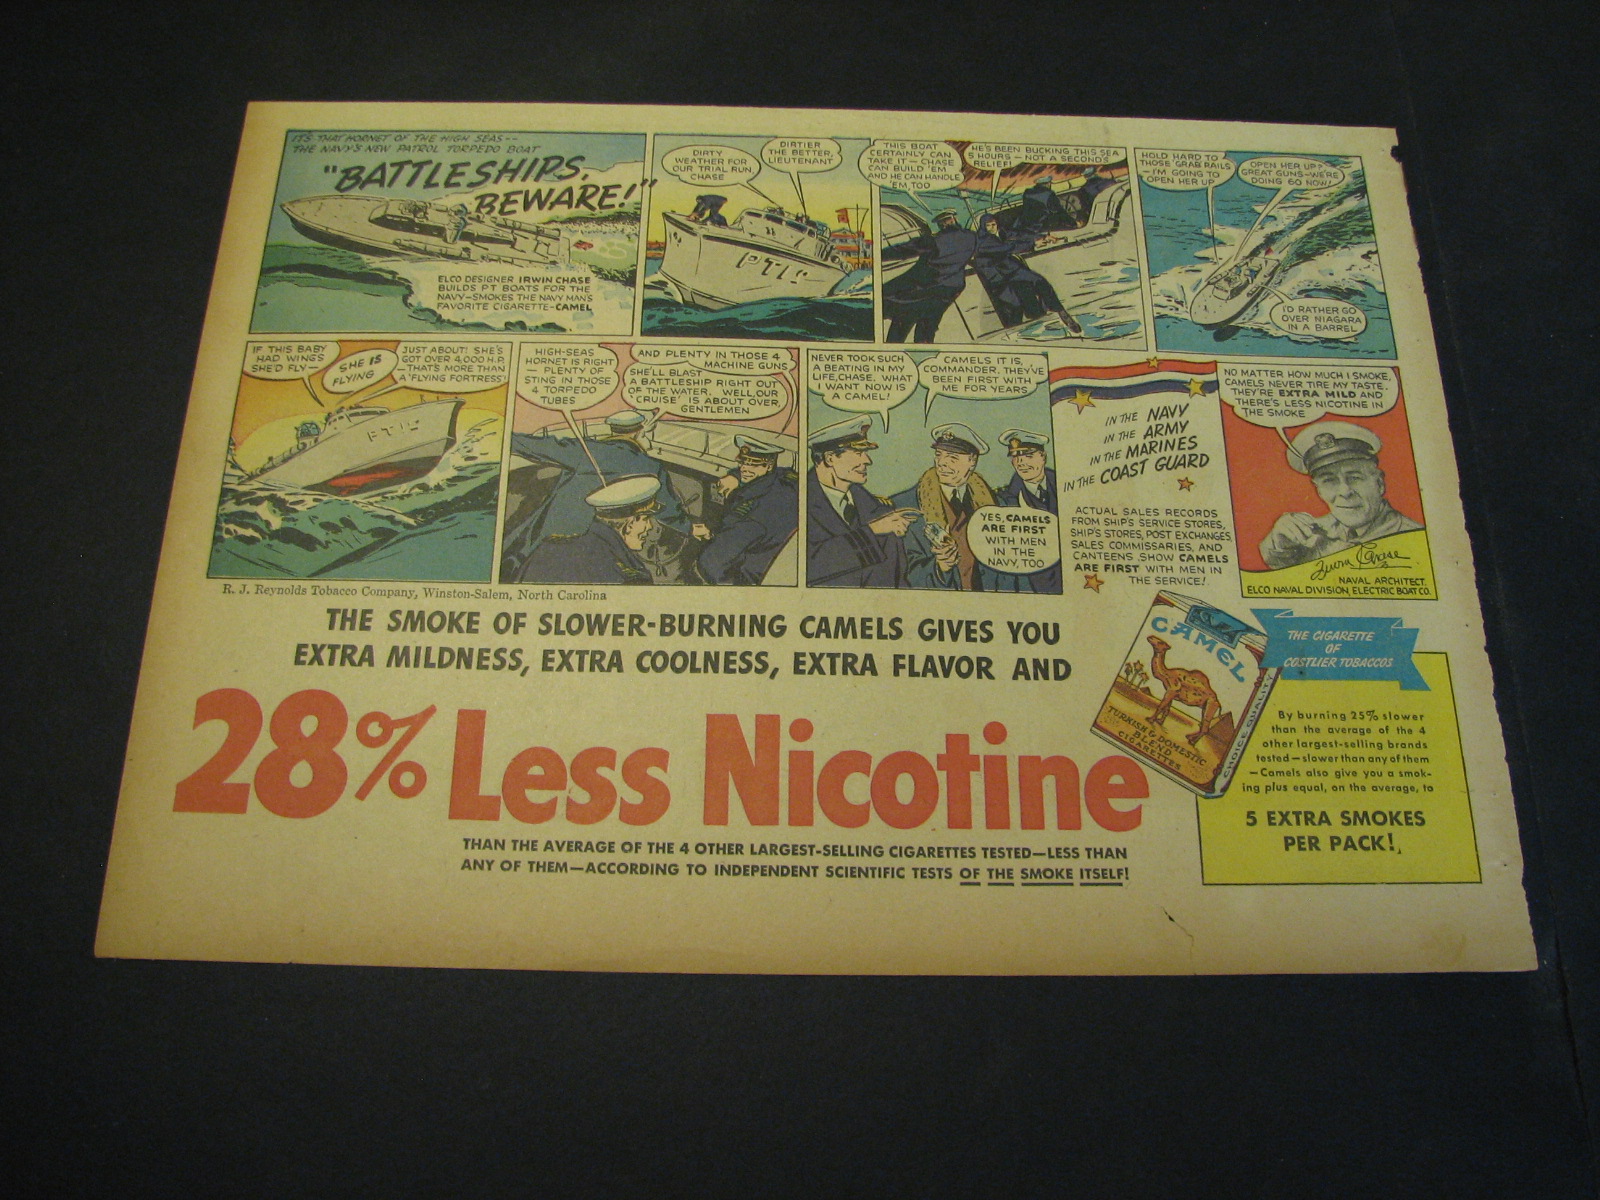 IT'S THAT HORNET OF THE HIGH SEAS--
THE NAVY'S NEW PATROL TORPEDO BOAT
"BATTLESHIPS,
BEWARE!"
ELCO DESIGNER IRWIN CHASE
BUILDS PT BOATS FOR THE
NAVY—SMOKES THE NAVY MAN'S
FAVORITE CIGARETTE—CAMEL
DIRTY
WEATHER FOR
OUR TRIAL RUN,
CHASE
DIRTIER
THE BETTER,
LIEUTENANT
THIS BOAT
CERTAINLY CAN
TAKE IT—CHASE
CAN BUILD 'EM
AND HE CAN HANDLE
'EM, TOO
HE'S BEEN BUCKING THIS SEA
5 HOURS—NOT A SECOND'S
RELIEF!
HOLD HARD TO
THOSE GRAB RAILS
—I'M GOING TO
OPEN HER UP
OPEN HER UP?
GREAT GUNS—WE'RE
DOING 60 NOW!
I'D RATHER GO
OVER NIAGARA
IN A BARREL
IF THIS BABY
HAD WINGS
SHE'D FLY—
SHE IS
FLYING
JUST ABOUT! SHE'S
GOT OVER 4,000 H.P.
—THAT'S MORE THAN
A 'FLYING FORTRESS'!
HIGH-SEAS
HORNET IS RIGHT
—PLENTY OF
STING IN THOSE
4 TORPEDO
TUBES
AND PLENTY IN THOSE 4
MACHINE GUNS
SHE'LL BLAST
A BATTLESHIP RIGHT OUT
OF THE WATER. WELL, OUR
'CRUISE' IS ABOUT OVER,
GENTLEMEN
NEVER TOOK SUCH
A BEATING IN MY
LIFE, CHASE. WHAT
I WANT NOW IS
A CAMEL!
CAMELS IT IS,
COMMANDER. THEY'VE
BEEN FIRST WITH
ME FOR YEARS
YES, CAMELS
ARE FIRST
WITH MEN
IN THE
NAVY, TOO
IN THE NAVY
IN THE ARMY
IN THE MARINES
IN THE COAST GUARD
ACTUAL SALES RECORDS
FROM SHIP'S SERVICE STORES,
SHIP'S STORES, POST EXCHANGES,
SALES COMMISSARIES, AND
CANTEENS SHOW CAMELS
ARE FIRST WITH MEN IN
THE SERVICE!
NO MATTER HOW MUCH I SMOKE,
CAMELS NEVER TIRE MY TASTE.
THEY'RE EXTRA MILD AND
THERE'S LESS NICOTINE IN
THE SMOKE
Irwin Chase
NAVAL ARCHITECT.
ELCO NAVAL DIVISION, ELECTRIC BOAT CO.
R. J. Reynolds Tobacco Company, Winston-Salem, North Carolina
THE SMOKE OF SLOWER-BURNING CAMELS GIVES YOU
EXTRA MILDNESS, EXTRA COOLNESS, EXTRA FLAVOR AND
28% Less Nicotine
THAN THE AVERAGE OF THE 4 OTHER LARGEST-SELLING CIGARETTES TESTED—LESS THAN
ANY OF THEM—ACCORDING TO INDEPENDENT SCIENTIFIC TESTS OF THE SMOKE ITSELF!
CAMEL
TURKISH & DOMESTIC
BLEND
CIGARETTES
CHOICE QUALITY
THE CIGARETTE
OF
COSTLIER TOBACCOS
By burning 25% slower
than the average of the 4
other largest-selling brands
tested—slower than any of them
—Camels also give you a smok-
ing plus equal, on the average, to
5 EXTRA SMOKES
PER PACK!